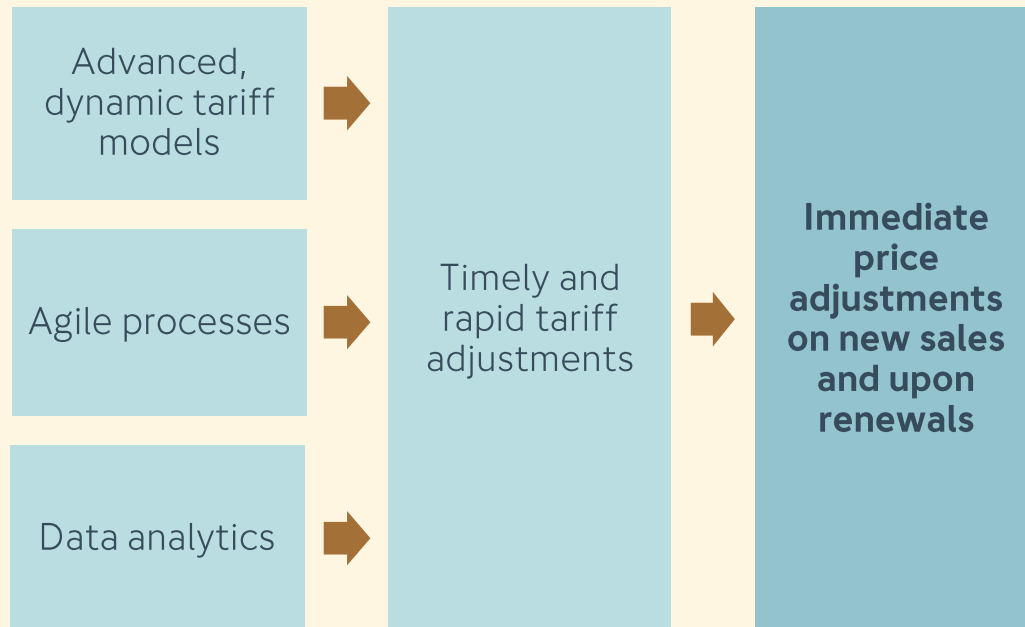 Advanced,
dynamic tariff
models
Agile processes
Data analytics
Timely and
rapid tariff
adjustments
Immediate
price
adjustments
on new sales
and upon
renewals